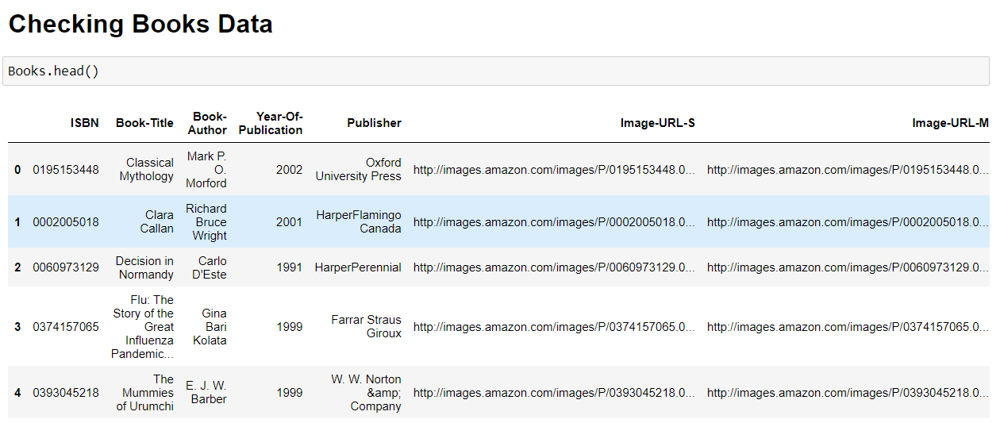 Checking Books Data
Books.head()
ISBN Book-Title Book-Author Year-Of-Publication Publisher Image-URL-S Image-URL-M
0 0195153448 Classical Mythology Mark P. O. Morford 2002 Oxford University Press http://images.amazon.com/images/P/0195153448.0... http://images.amazon.com/images/P/0195153448.0...
1 0002005018 Clara Callan Richard Bruce Wright 2001 HarperFlamingo Canada http://images.amazon.com/images/P/0002005018.0... http://images.amazon.com/images/P/0002005018.0...
2 0060973129 Decision in Normandy Carlo D'Este 1991 HarperPerennial http://images.amazon.com/images/P/0060973129.0... http://images.amazon.com/images/P/0060973129.0...
3 0374157065 Flu: The Story of the Great Influenza Pandemic... Gina Bari Kolata 1999 Farrar Straus Giroux http://images.amazon.com/images/P/0374157065.0... http://images.amazon.com/images/P/0374157065.0...
4 0393045218 The Mummies of Urumchi E. J. W. Barber 1999 W. W. Norton &amp; Company http://images.amazon.com/images/P/0393045218.0... http://images.amazon.com/images/P/0393045218.0...